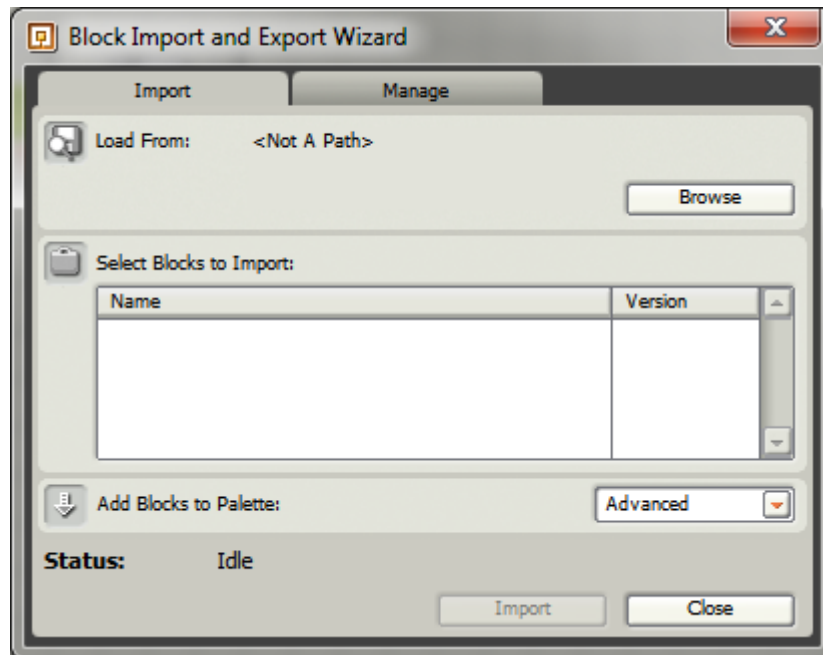 Block Import and Export Wizard
Import Manage
Load From: <Not A Path>
Browse
Select Blocks to Import:
Name Version
Add Blocks to Palette: Advanced
Status: Idle
Import Close